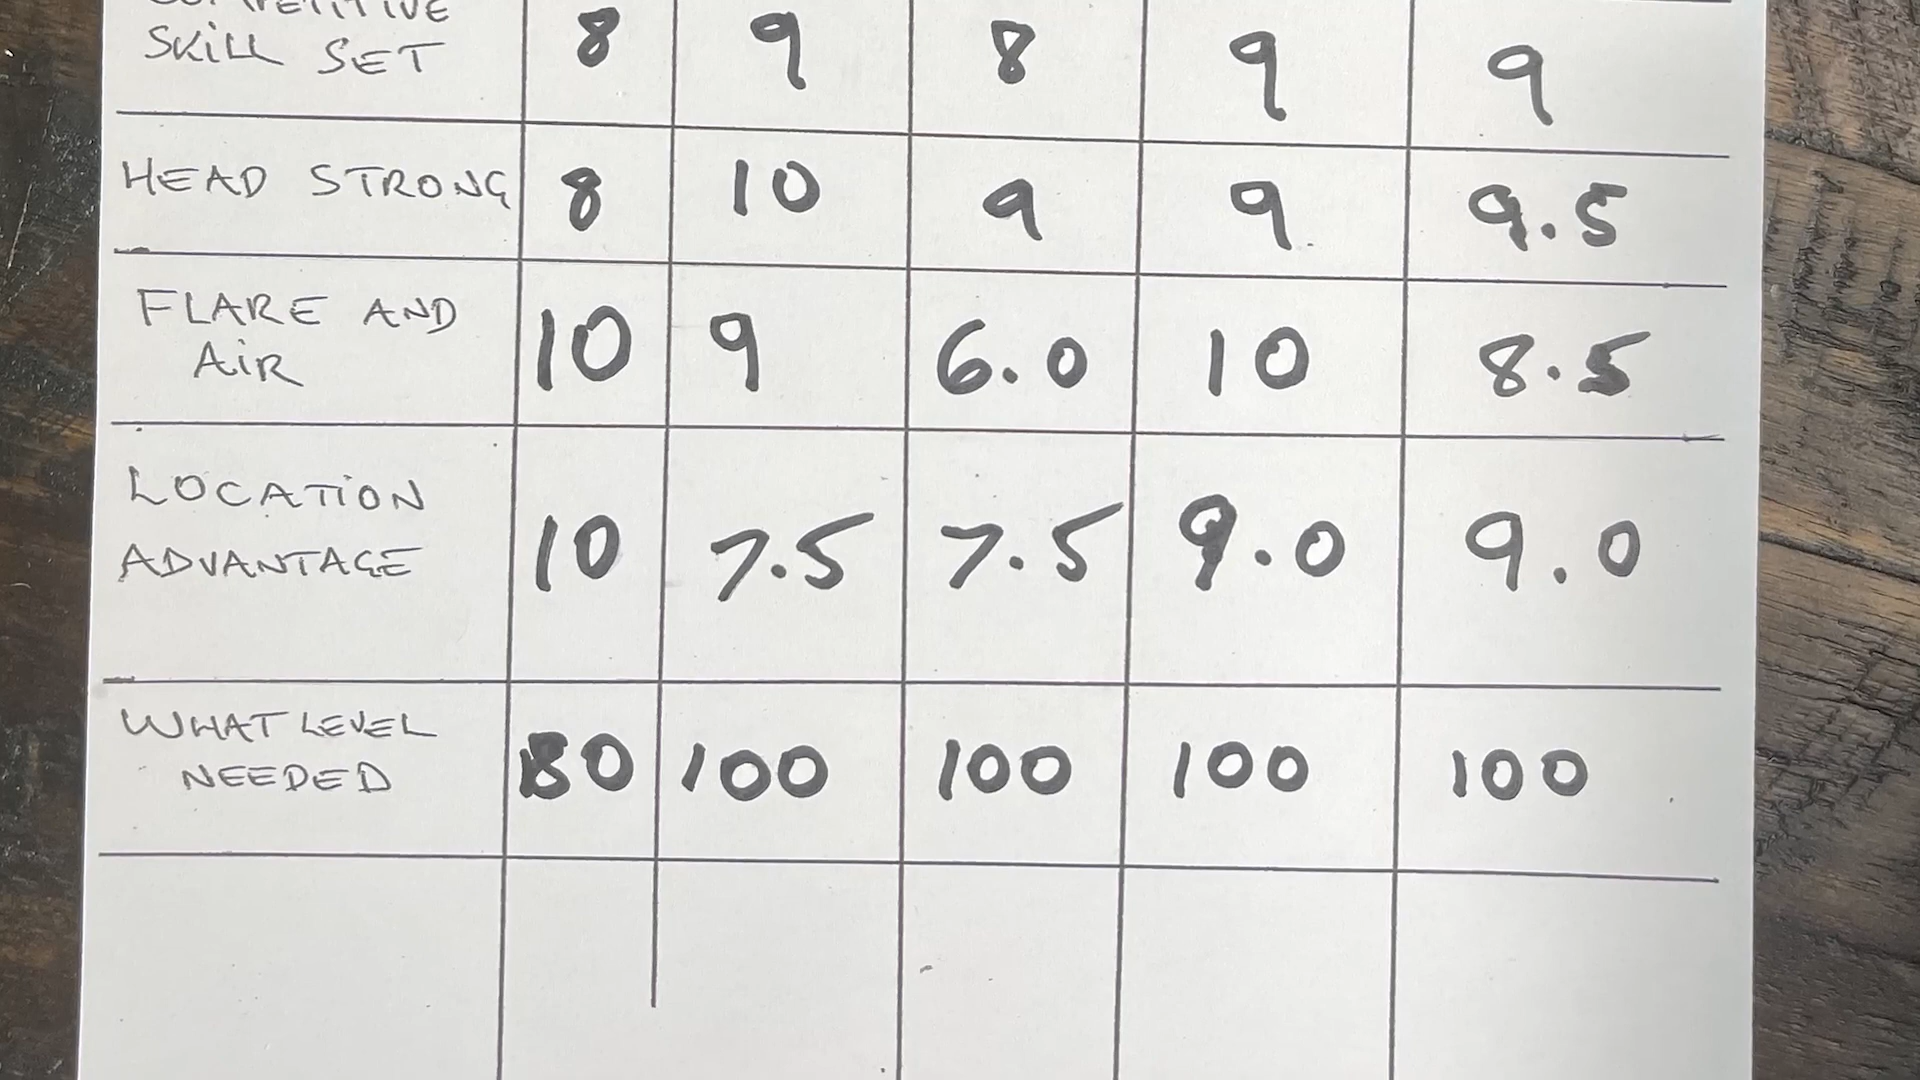 COMPETITIVE
SKILL SET 8 9 8 9 9
HEAD STRONG 8 10 9 9 9.5
FLARE AND
AIR 10 9 6.0 10 8.5
LOCATION
ADVANTAGE 10 7.5 7.5 9.0 9.0
WHAT LEVEL
NEEDED 80 100 100 100 100